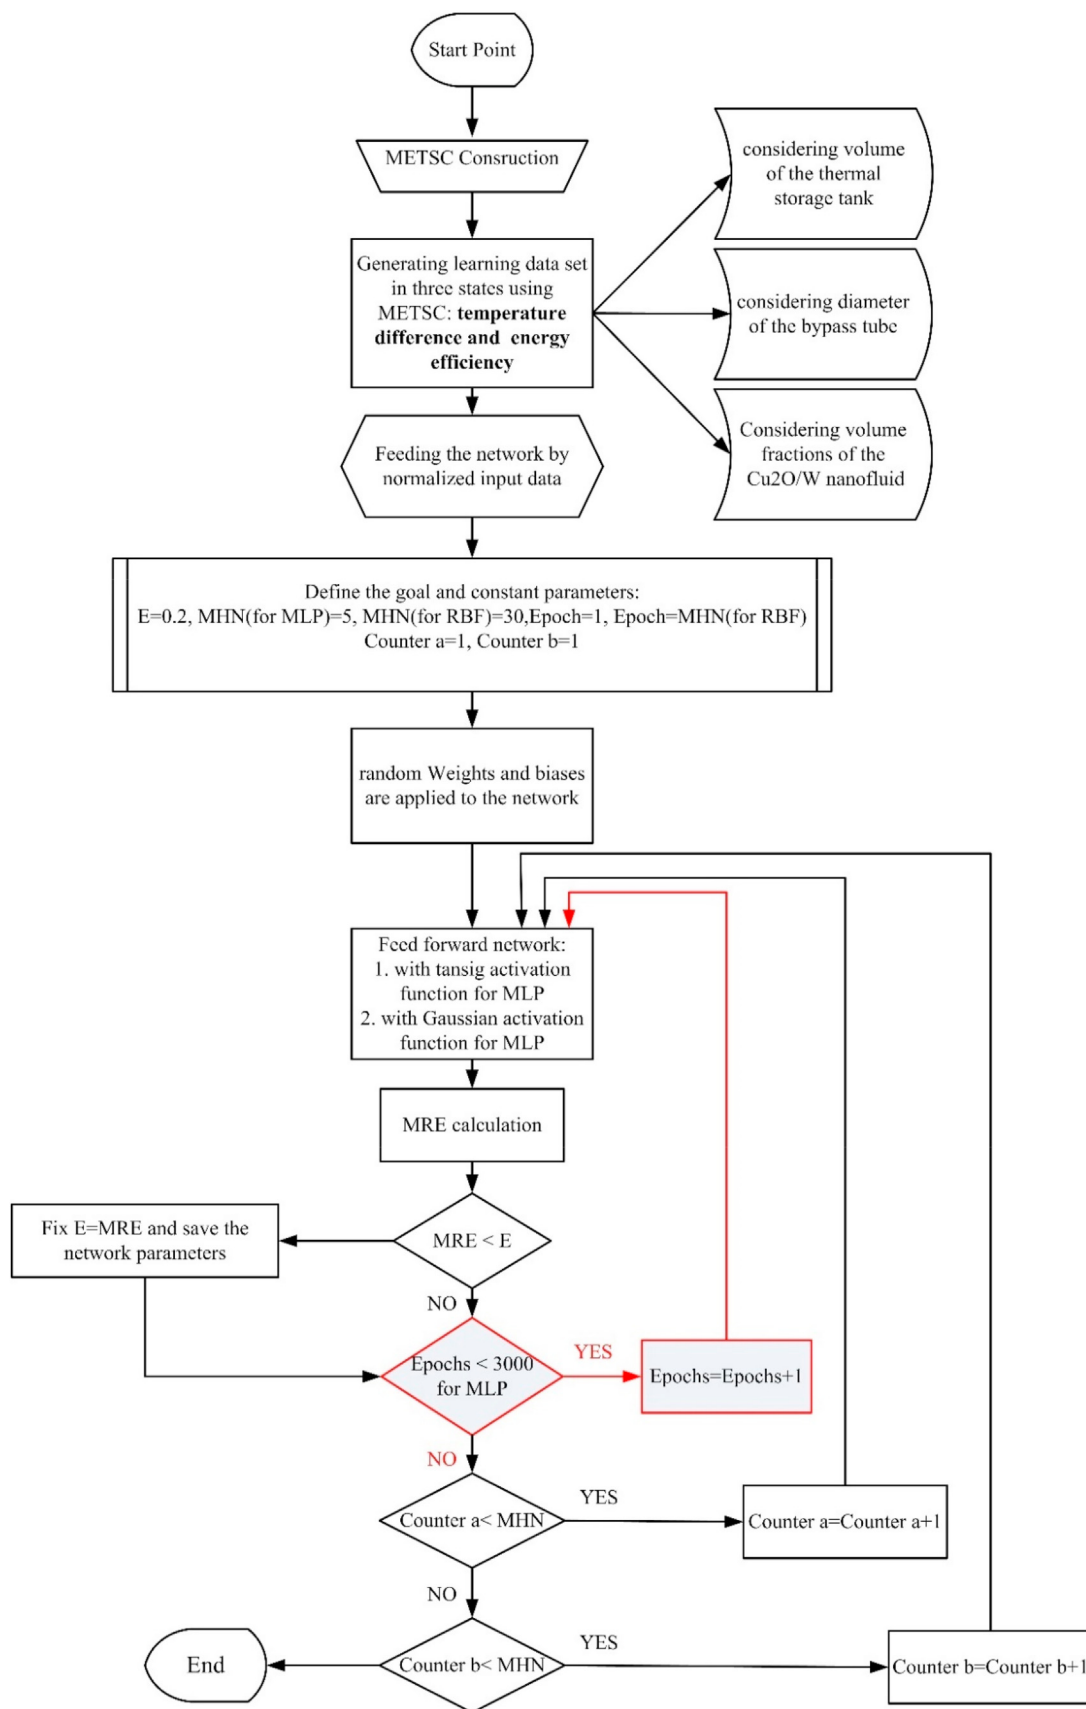 Start Point
METSC Consruction
Generating learning data set
in three states using
METSC: temperature
difference and energy
efficiency
considering volume
of the thermal
storage tank
considering diameter
of the bypass tube
Considering volume
fractions of the
Cu2O/W nanofluid
Feeding the network by
normalized input data
Define the goal and constant parameters:
E=0.2, MHN(for MLP)=5, MHN(for RBF)=30,Epoch=1, Epoch=MHN(for RBF)
Counter a=1, Counter b=1
random Weights and biases
are applied to the network
Feed forward network:
1. with tansig activation
function for MLP
2. with Gaussian activation
function for MLP
MRE calculation
MRE < E
Fix E=MRE and save the
network parameters
NO
Epochs < 3000
for MLP
YES
Epochs=Epochs+1
NO
Counter a< MHN
YES
Counter a=Counter a+1
NO
Counter b< MHN
YES
Counter b=Counter b+1
End